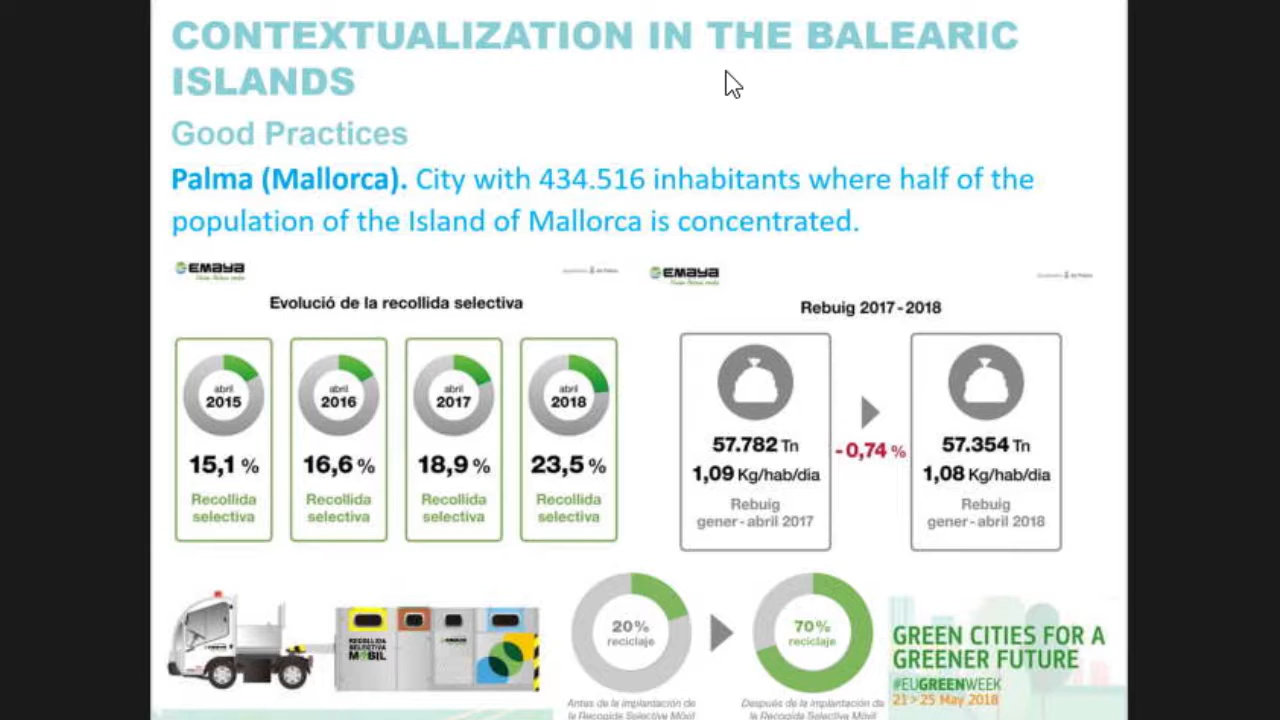 CONTEXTUALIZATION IN THE BALEARIC
ISLANDS
Good Practices
Palma (Mallorca). City with 434.516 inhabitants where half of the
population of the Island of Mallorca is concentrated.
EMAYA
Evolució de la recollida selectiva
abril
2015
15,1 %
Recollida
selectiva
abril
2016
16,6 %
Recollida
selectiva
abril
2017
18,9 %
Recollida
selectiva
abril
2018
23,5 %
Recollida
selectiva
EMAYA
Rebuig 2017-2018
57.782 Tn
1,09 Kg/hab/dia
Rebuig
gener-abril 2017
-0,74 %
57.354 Tn
1,08 Kg/hab/dia
Rebuig
gener-abril 2018
RECOLLIDA
SELECTIVA
MÒBIL
EMAYA
20%
reciclaje
Antes de la implantación de
la Recogida Selectiva Móvil
70%
reciclaje
Después de la implantación de
la Recogida Selectiva Móvil
GREEN CITIES FOR A
GREENER FUTURE
#EUGREENWEEK
21 > 25 May 2018